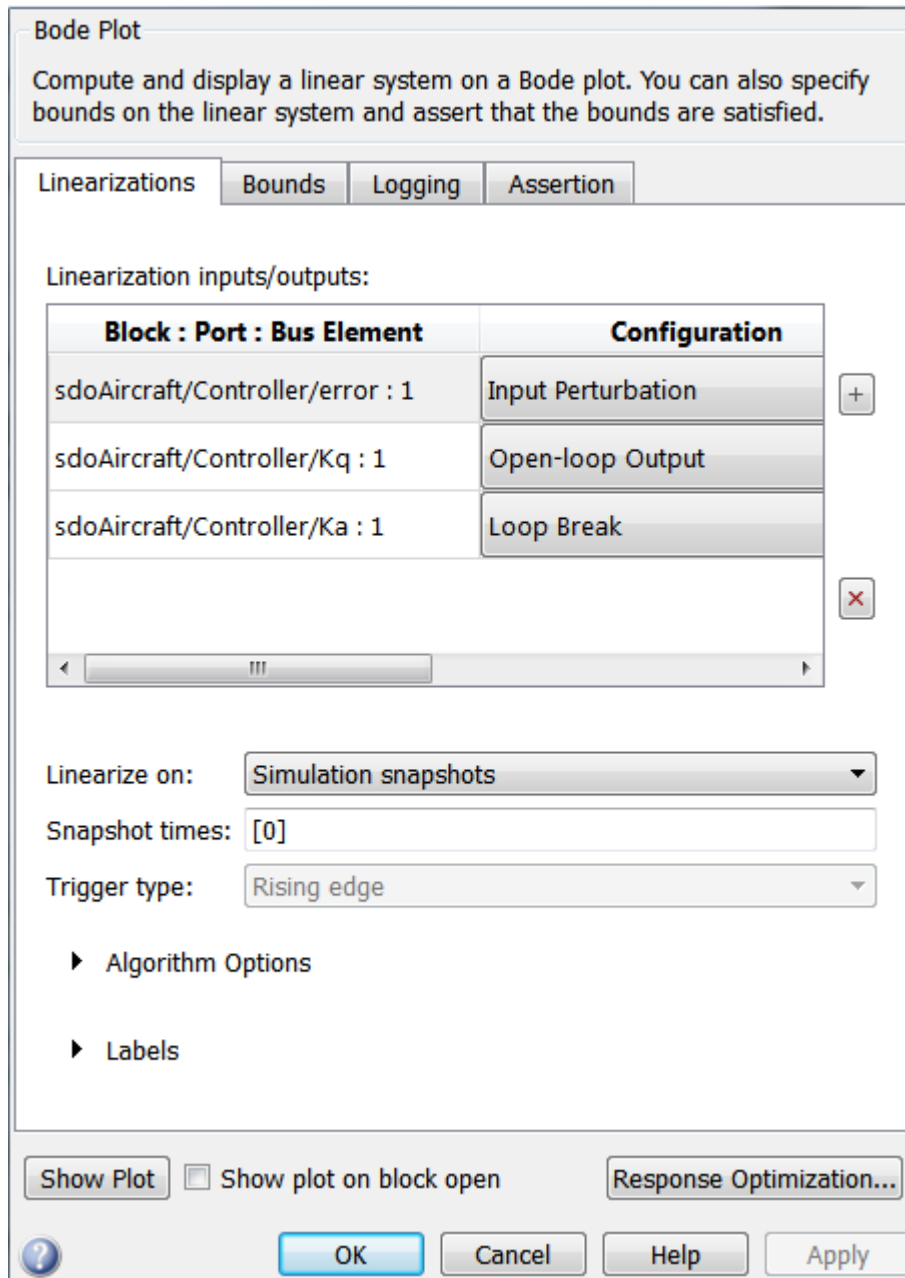 Bode Plot
Compute and display a linear system on a Bode plot. You can also specify
bounds on the linear system and assert that the bounds are satisfied.
Linearizations Bounds Logging Assertion
Linearization inputs/outputs:
Block : Port : Bus Element Configuration
sdoAircraft/Controller/error : 1 Input Perturbation
sdoAircraft/Controller/Kq : 1 Open-loop Output
sdoAircraft/Controller/Ka : 1 Loop Break
Linearize on: Simulation snapshots
Snapshot times: [0]
Trigger type: Rising edge
Algorithm Options
Labels
Show Plot Show plot on block open Response Optimization...
? OK Cancel Help Apply